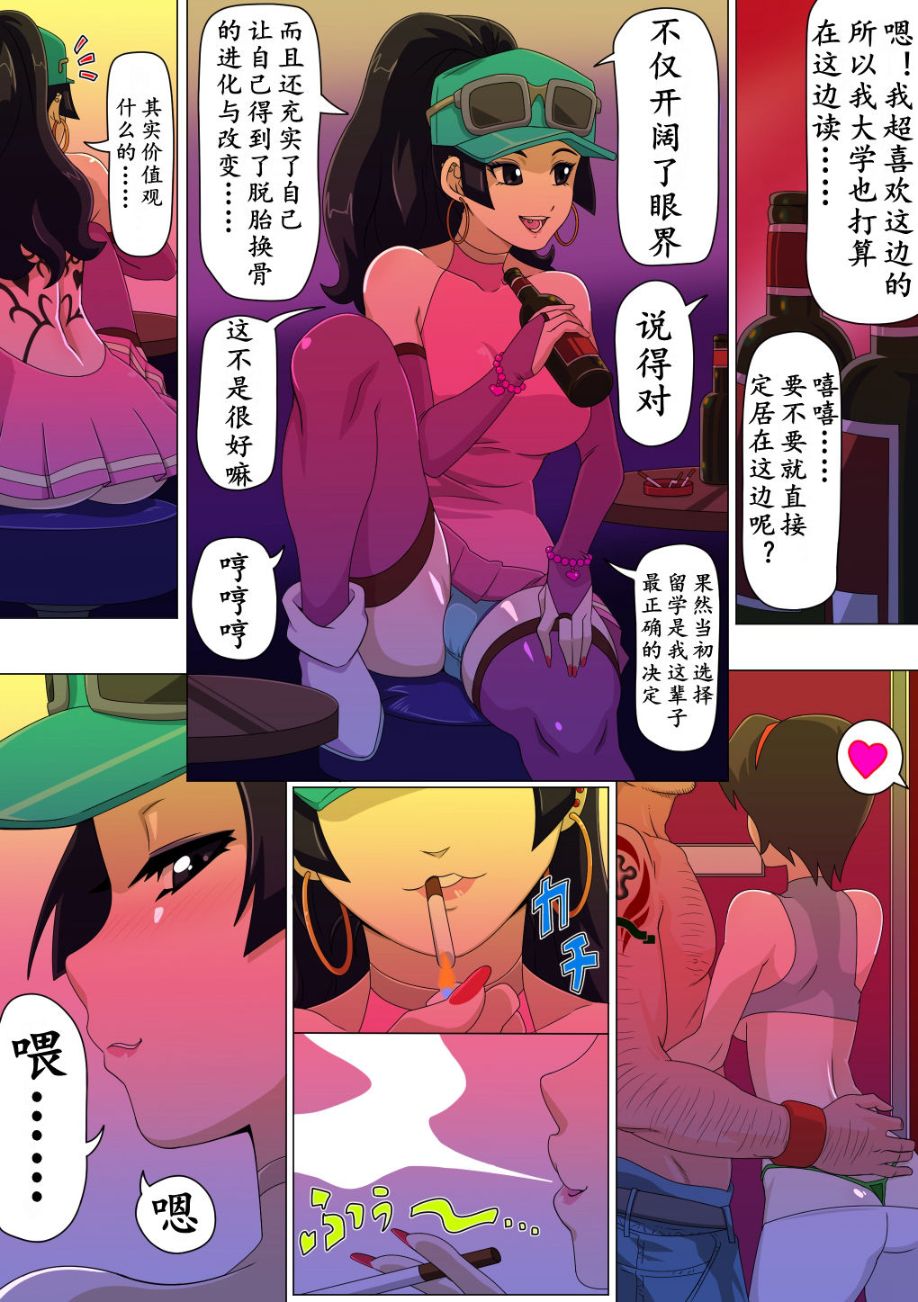 嗯！我超喜欢这边的
所以我大学也打算
在这边读……
嘻嘻……
要不要就直接
定居在这边呢？
不仅开阔了眼界
而且还充实了自己
让自己得到了脱胎换骨
的进化与改变……
说得对
这不是很好嘛
果然当初选择
留学是我这辈子
最正确的决定
哼哼哼
其实价值观
什么的……
カチ
ふぅう〜…
喂……
嗯